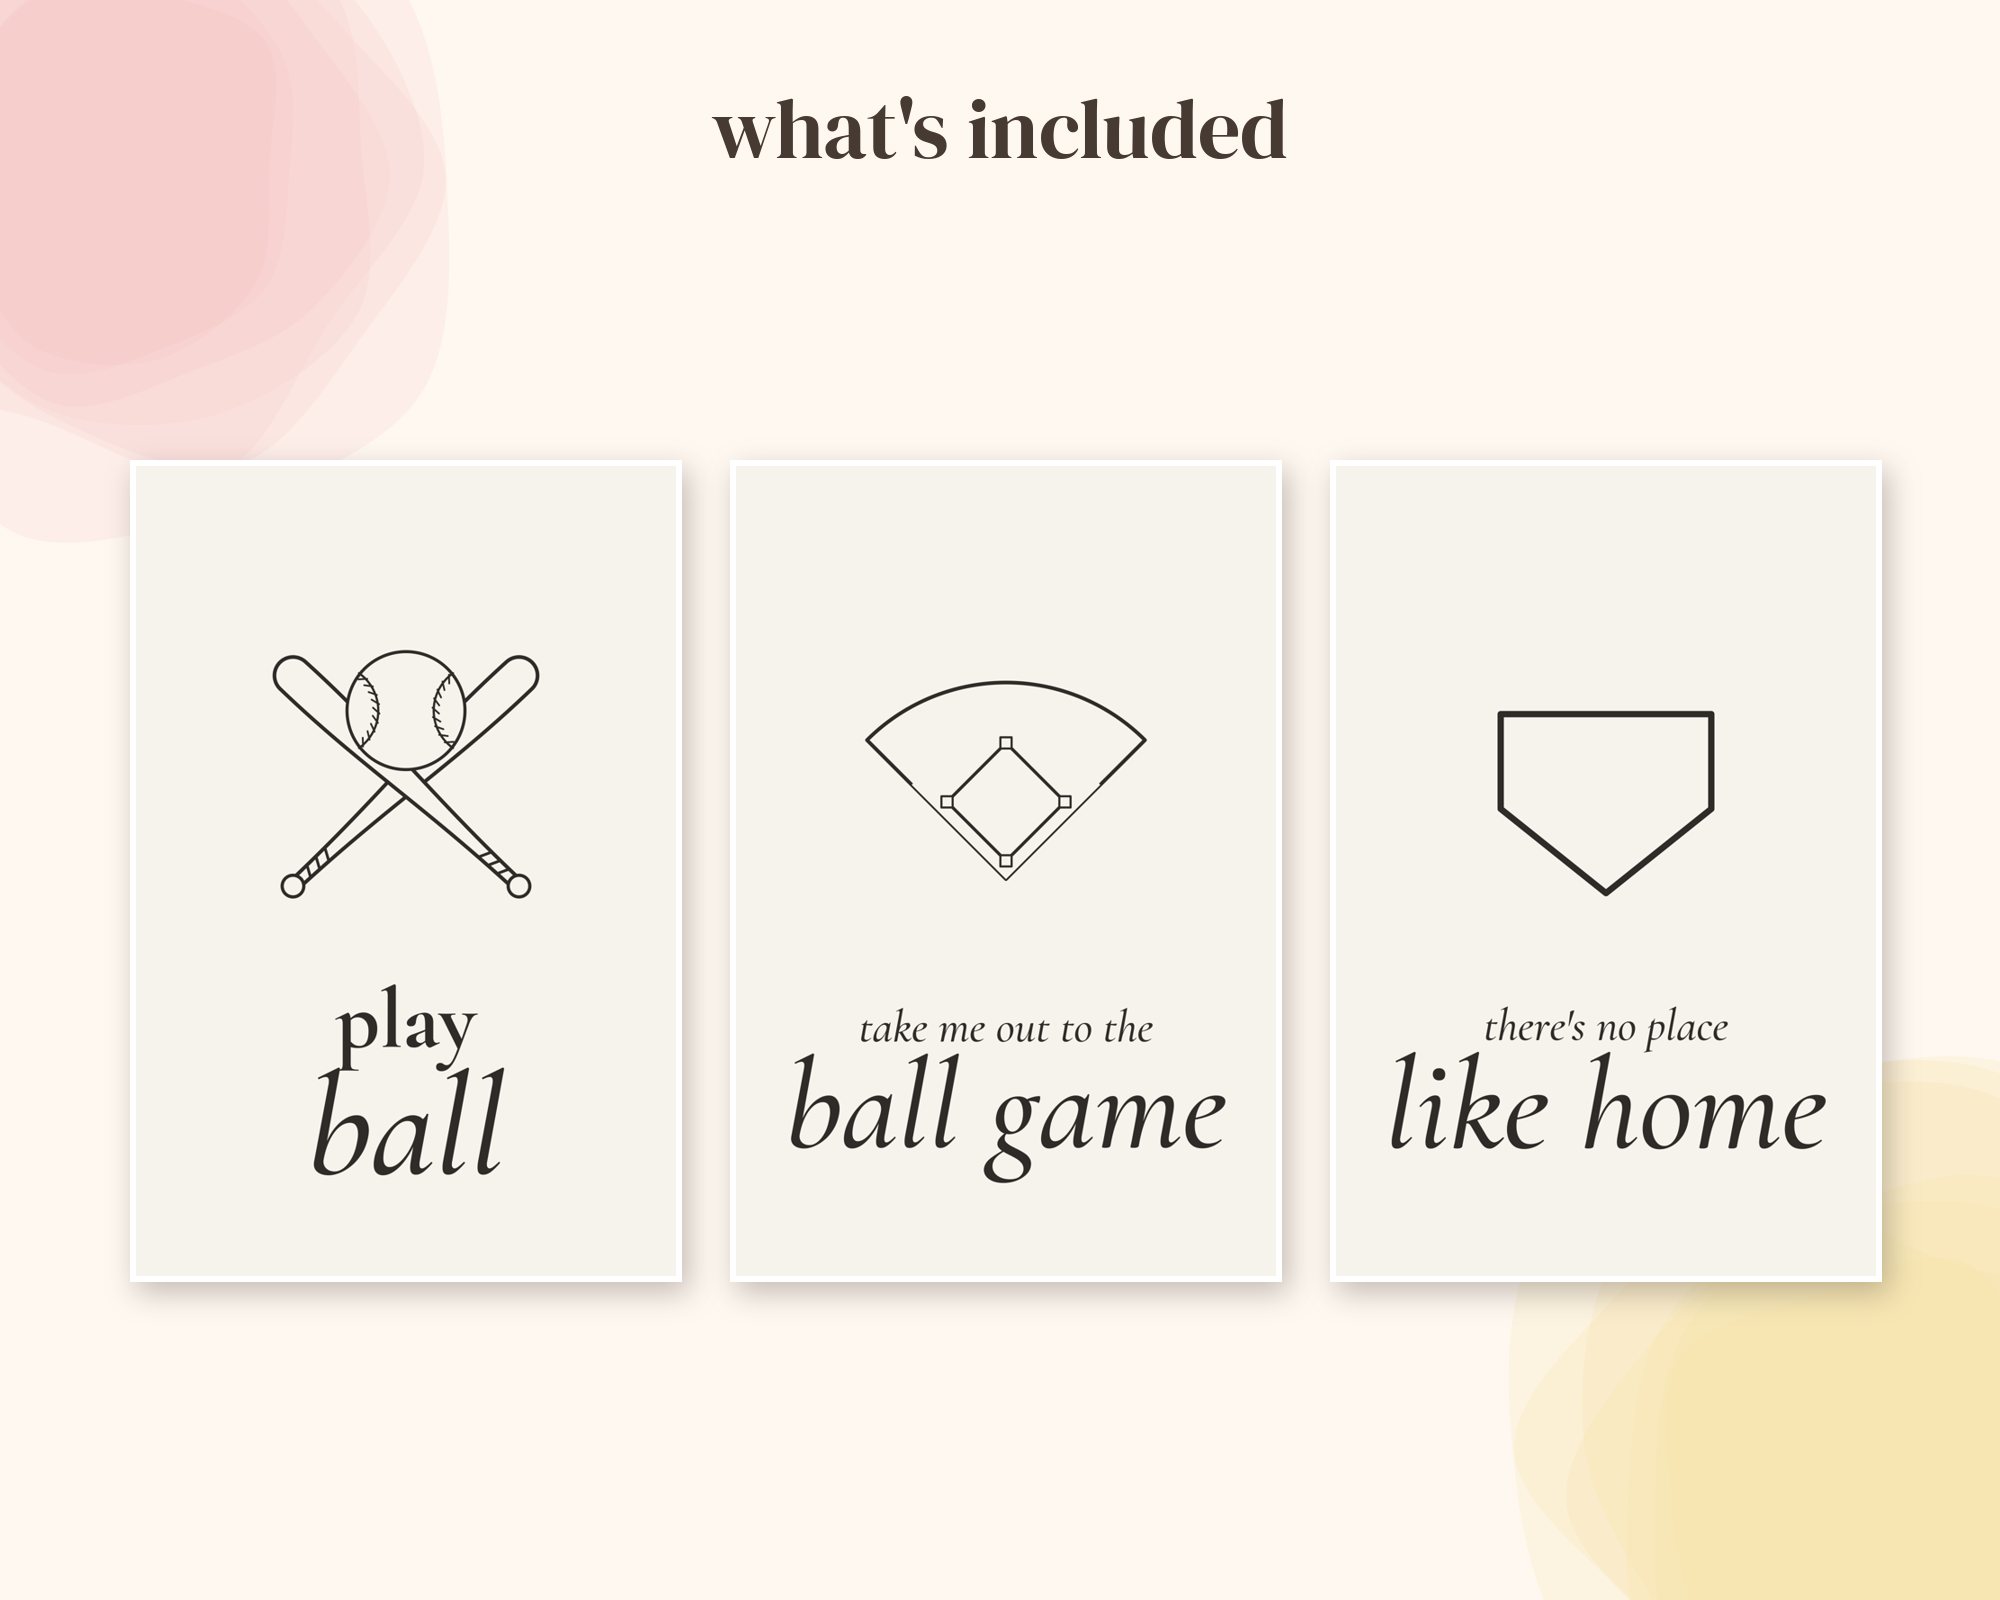 what's included
play
ball
take me out to the
ball game
there's no place
like home